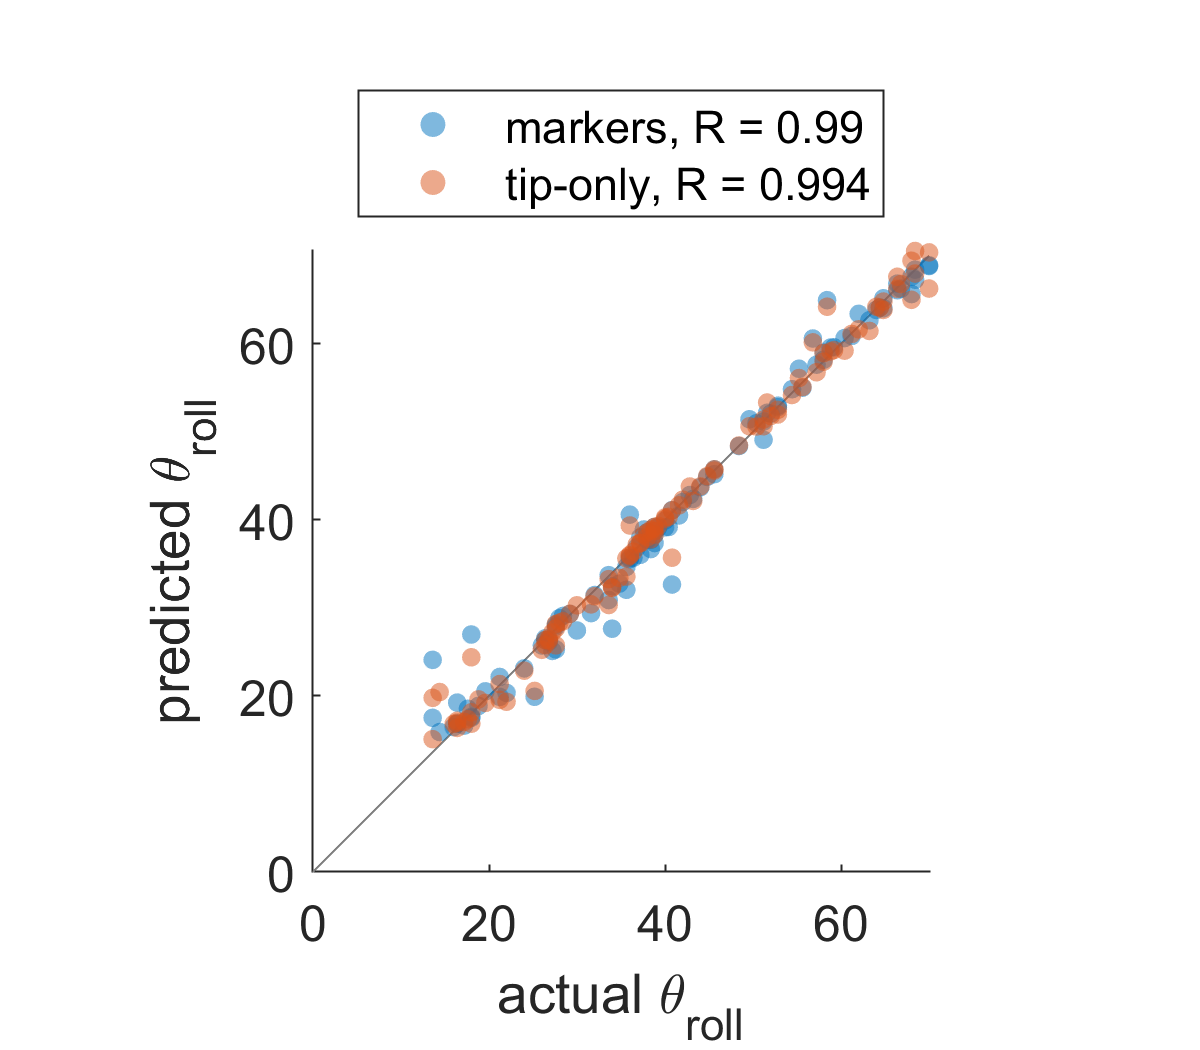 markers, R = 0.99
tip-only, R = 0.994
predicted θroll
60
40
20
0
0 20 40 60
actual θroll